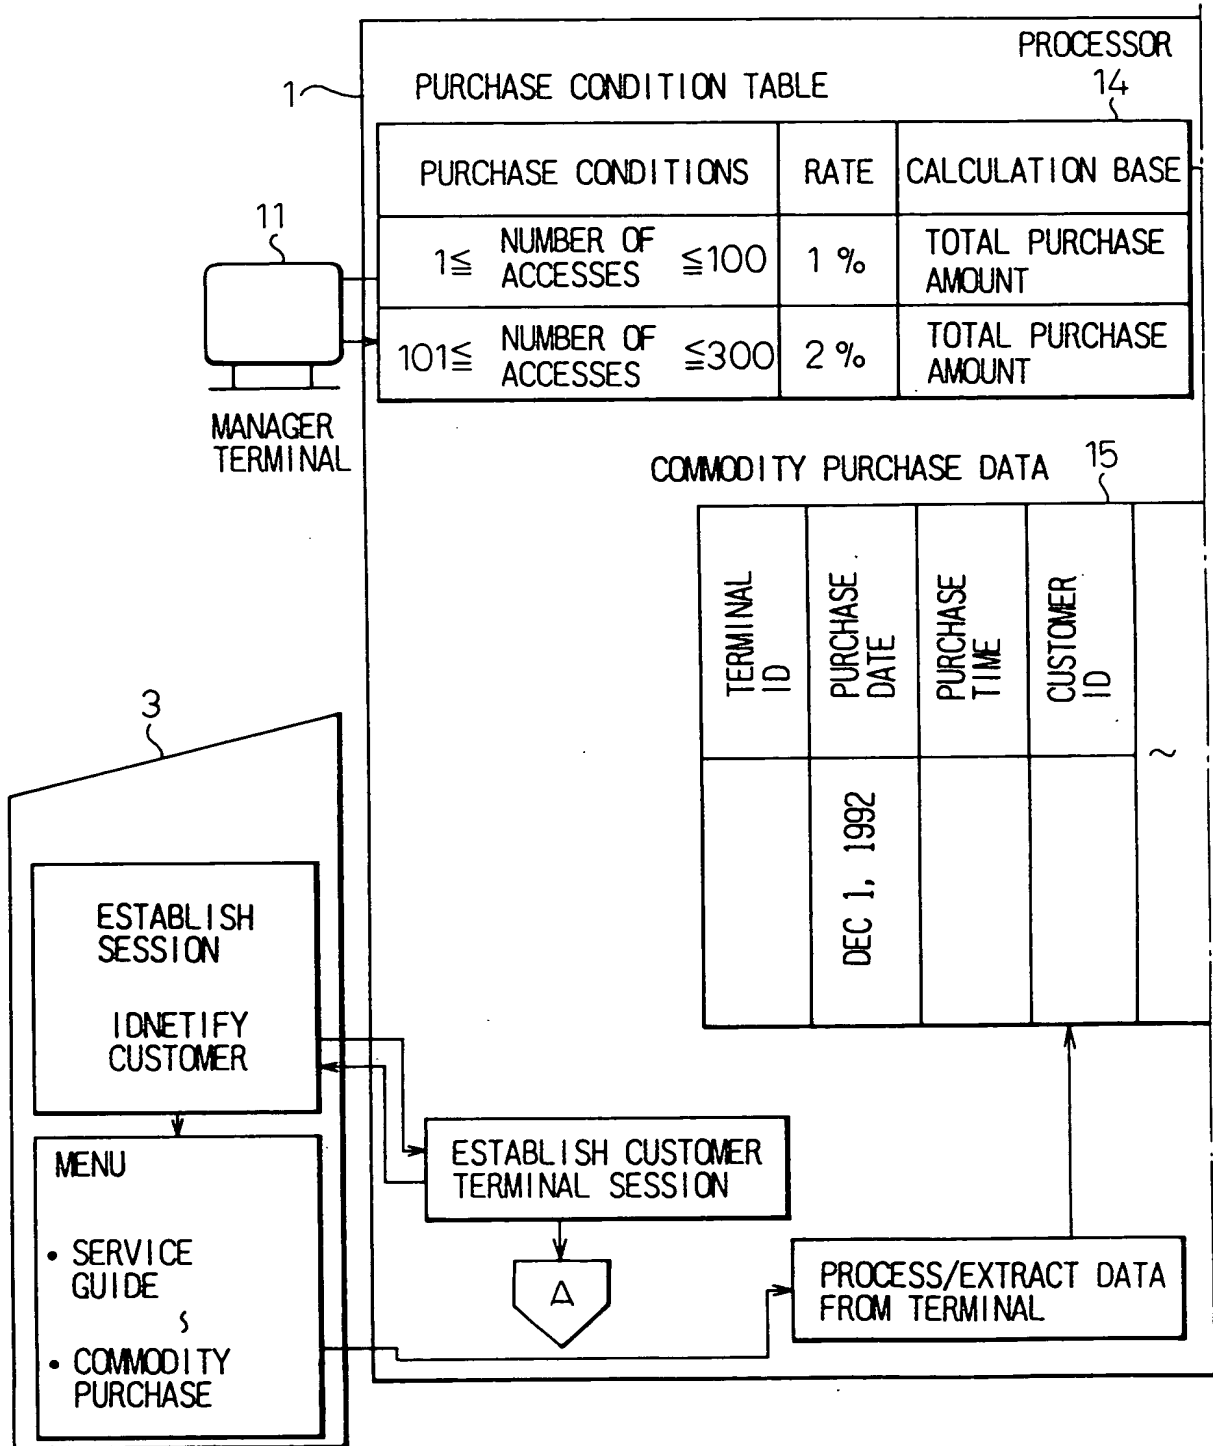 PROCESSOR
1
PURCHASE CONDITION TABLE
14
PURCHASE CONDITIONS
RATE
CALCULATION BASE
1≦ NUMBER OF ACCESSES ≦100
1 %
TOTAL PURCHASE
AMOUNT
101≦ NUMBER OF ACCESSES ≦300
2 %
TOTAL PURCHASE
AMOUNT
11
MANAGER
TERMINAL
COMMODITY PURCHASE DATA
15
TERMINAL
ID
PURCHASE
DATE
PURCHASE
TIME
CUSTOMER
ID
~
DEC 1, 1992
3
ESTABLISH
SESSION
IDNETIFY
CUSTOMER
MENU
• SERVICE
GUIDE
• COMMODITY
PURCHASE
ESTABLISH CUSTOMER
TERMINAL SESSION
A
PROCESS/EXTRACT DATA
FROM TERMINAL